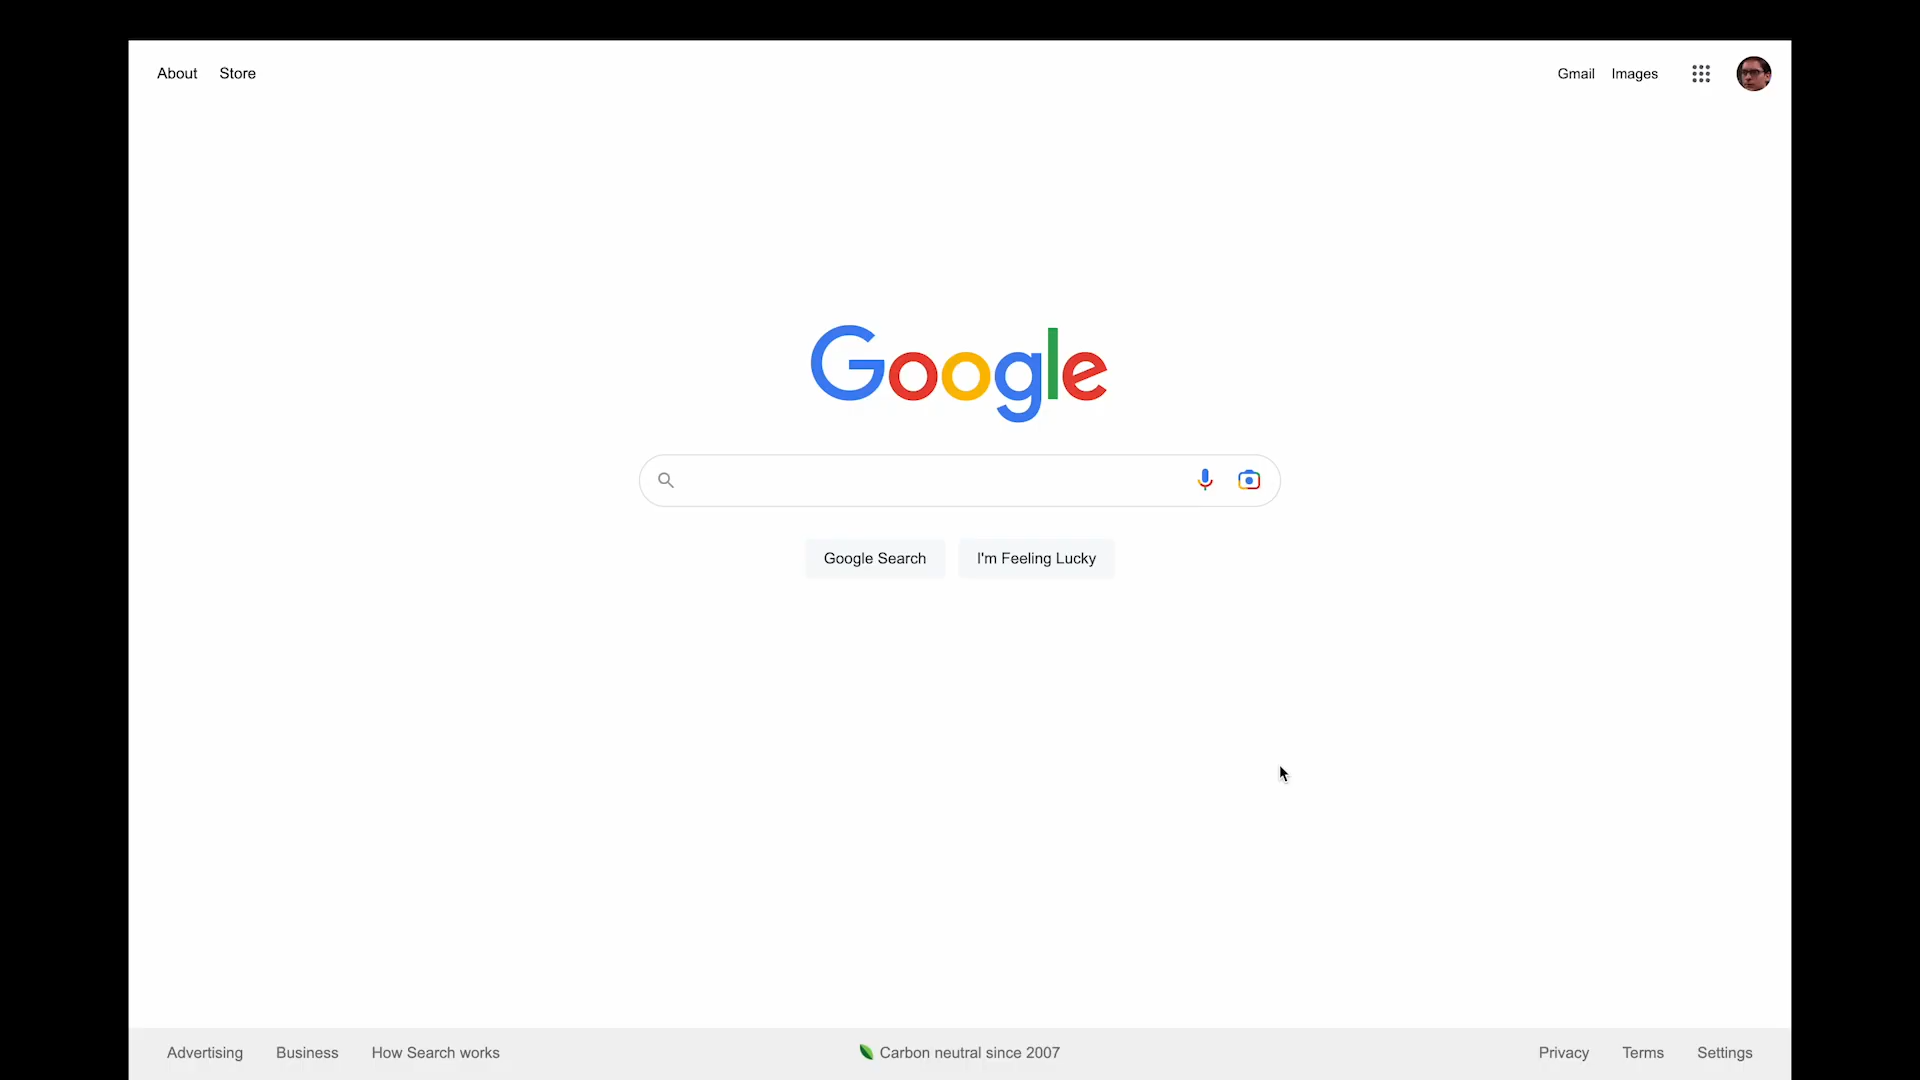 About Store Gmail Images
Google
Google Search I'm Feeling Lucky
Advertising Business How Search works Carbon neutral since 2007 Privacy Terms Settings